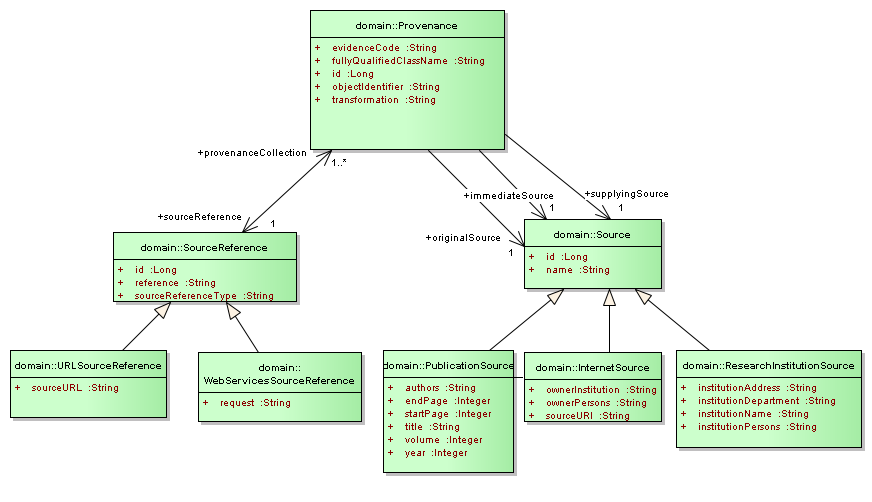 domain::Provenance
+ evidenceCode :String
+ fullyQualifiedClassName :String
+ id :Long
+ objectIdentifier :String
+ transformation :String
+provenanceCollection
1..*
+sourceReference
1
+immediateSource
1
+supplyingSource
1
+originalSource
1
domain::SourceReference
+ id :Long
+ reference :String
+ sourceReferenceType :String
domain::Source
+ id :Long
+ name :String
domain::URLSourceReference
+ sourceURL :String
domain::
WebServicesSourceReference
+ request :String
domain::PublicationSource
+ authors :String
+ endPage :Integer
+ startPage :Integer
+ title :String
+ volume :Integer
+ year :Integer
domain::InternetSource
+ ownerInstitution :String
+ ownerPersons :String
+ sourceURI :String
domain::ResearchInstitutionSource
+ institutionAddress :String
+ institutionDepartment :String
+ institutionName :String
+ institutionPersons :String